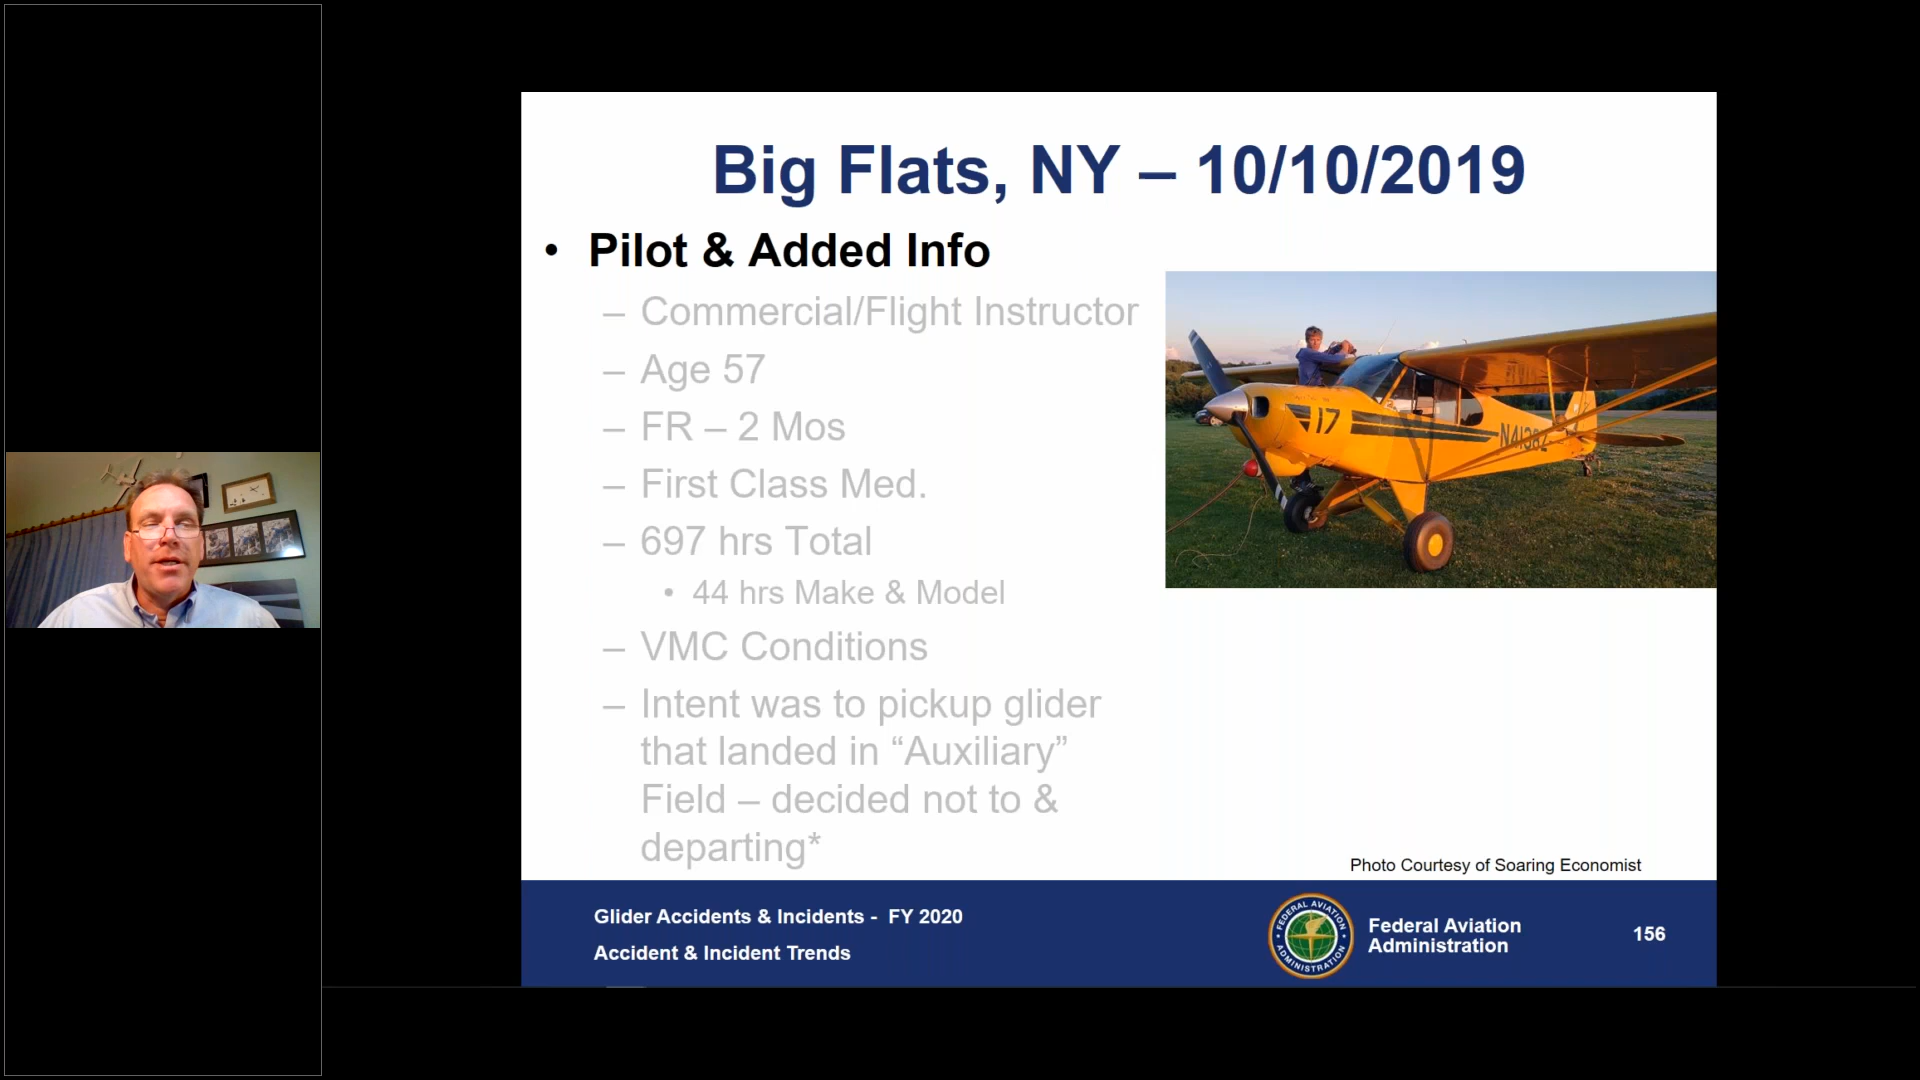 Big Flats, NY – 10/10/2019
• Pilot & Added Info
– Commercial/Flight Instructor
– Age 57
– FR – 2 Mos
– First Class Med.
– 697 hrs Total
• 44 hrs Make & Model
– VMC Conditions
– Intent was to pickup glider
that landed in “Auxiliary”
Field – decided not to &
departing*
17
Photo Courtesy of Soaring Economist
Glider Accidents & Incidents - FY 2020
Accident & Incident Trends
FEDERAL AVIATION
ADMINISTRATION
Federal Aviation
Administration
156